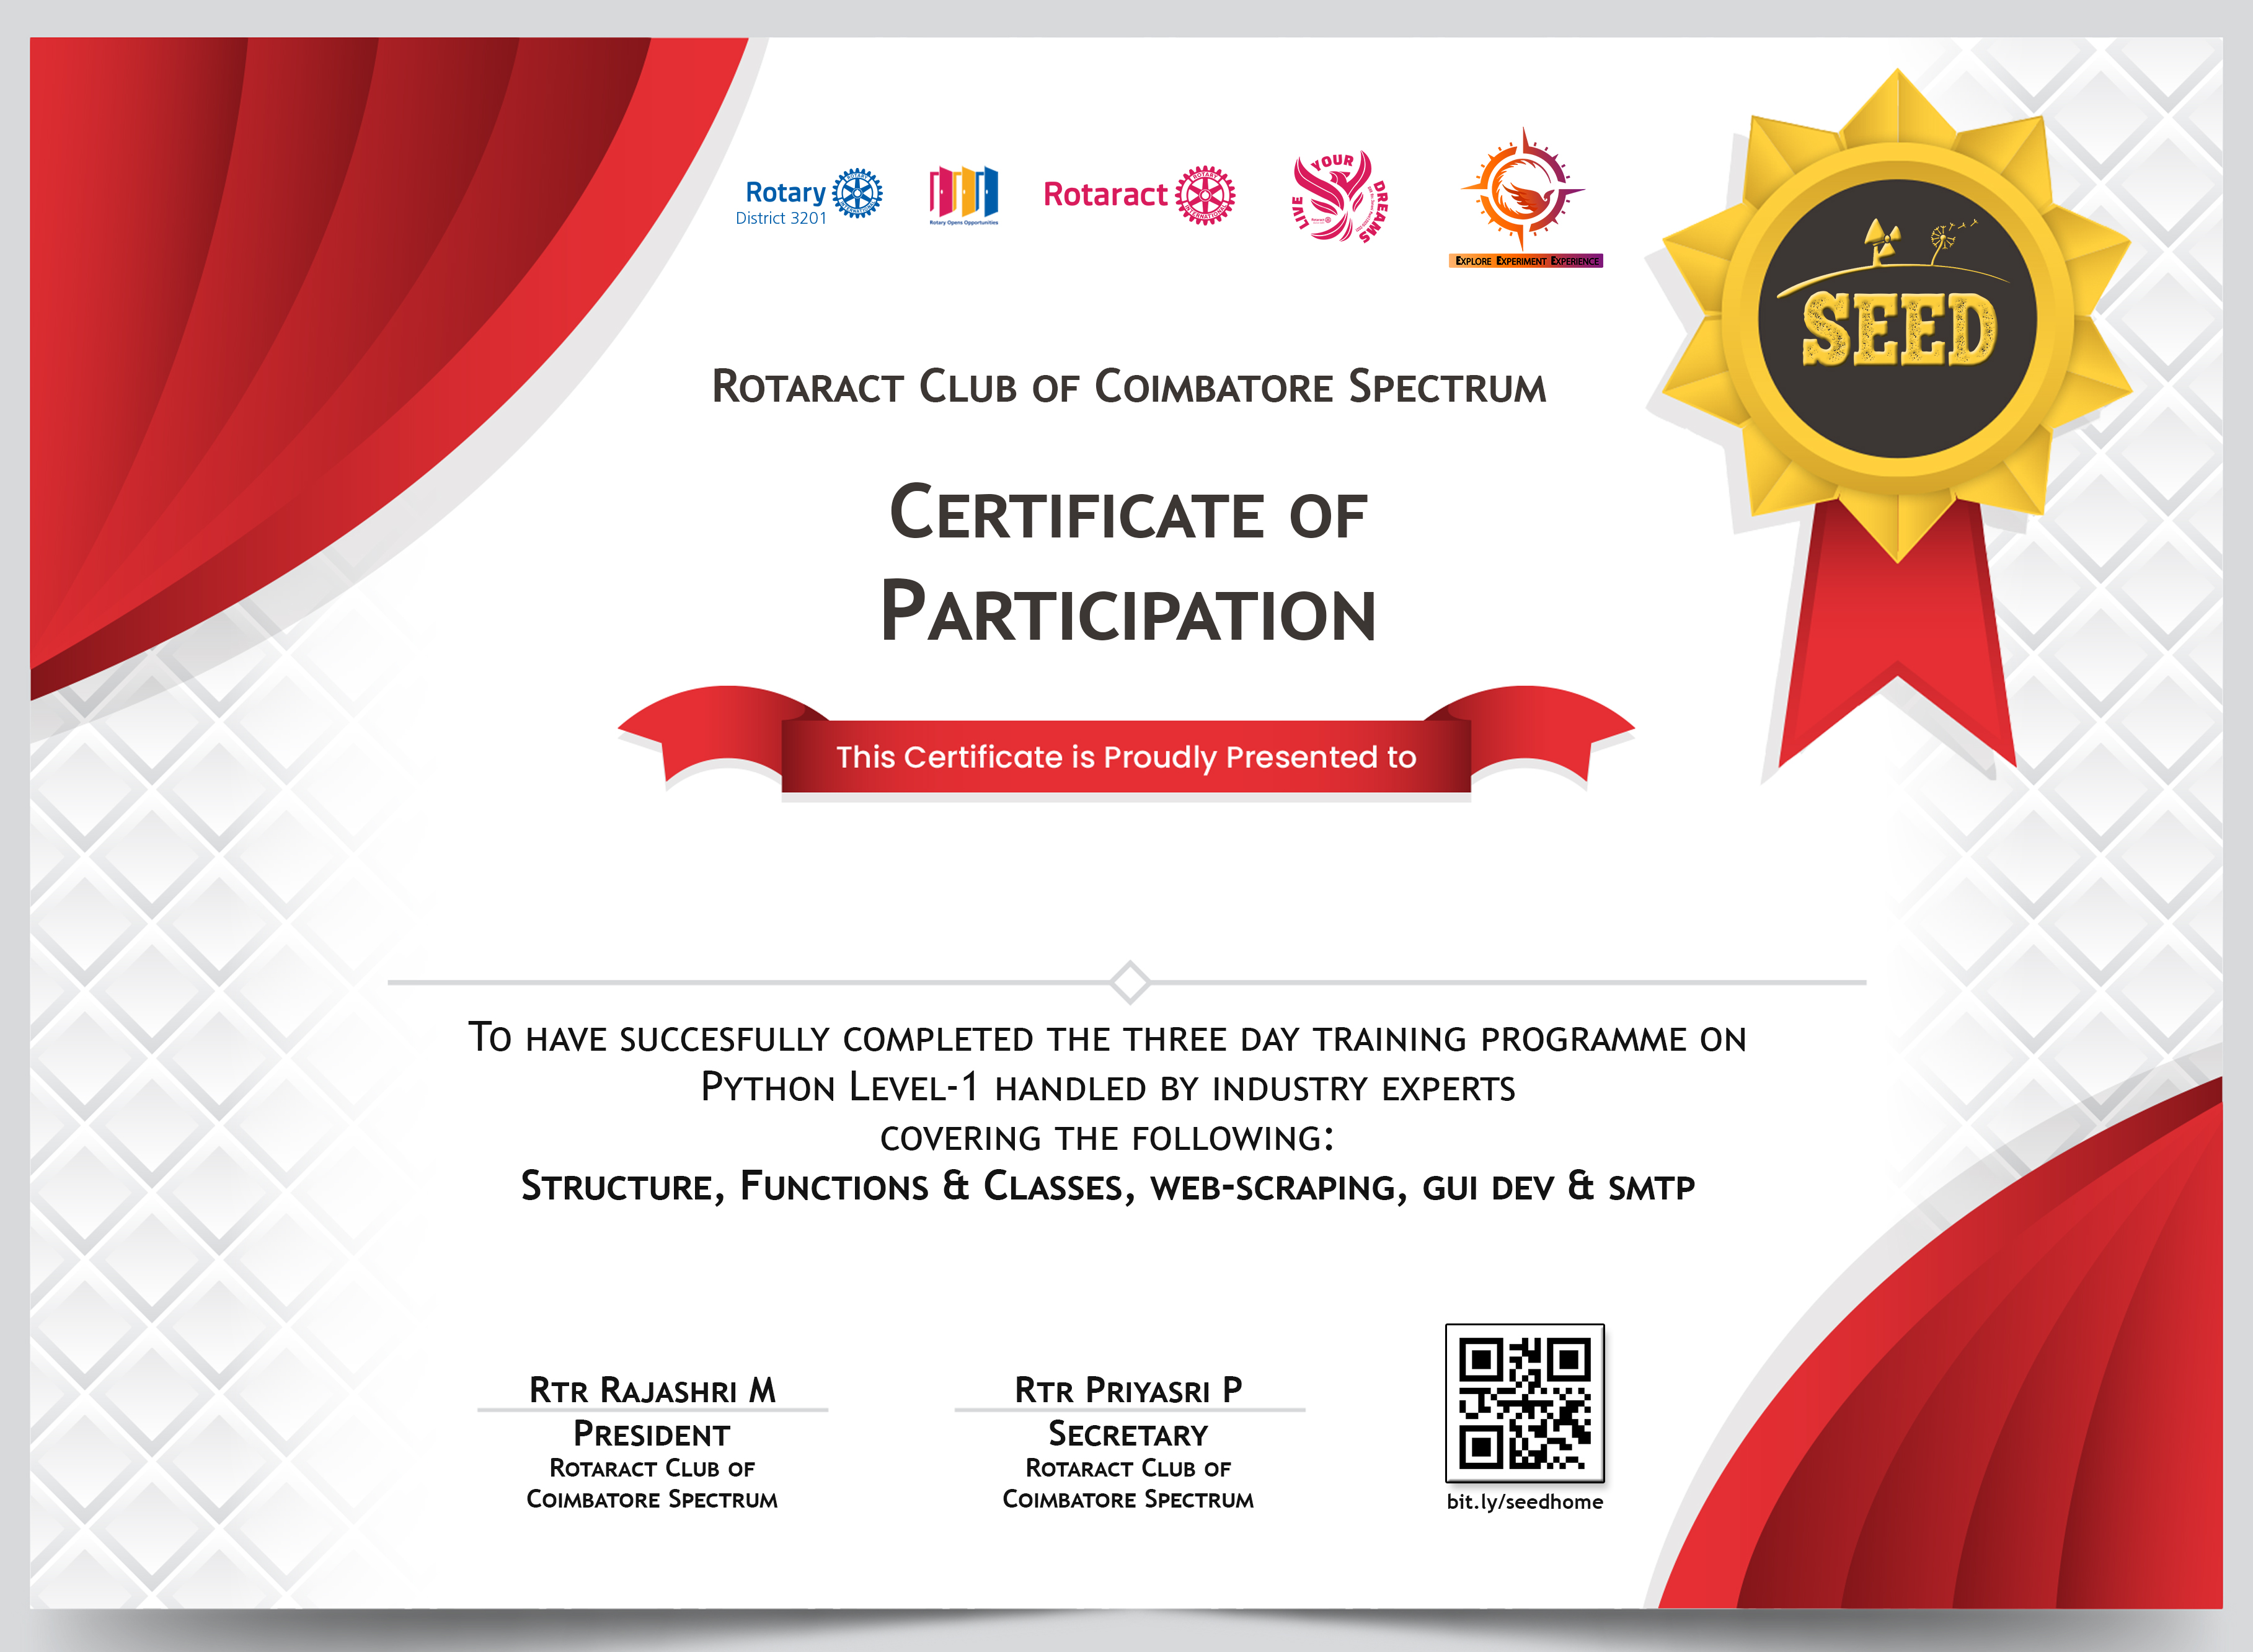 Rotary
District 3201
Rotary Opens Opportunities
Rotaract
LIVE YOUR DREAMS
EXPLORE EXPERIMENT EXPERIENCE
SEED
ROTARACT CLUB OF COIMBATORE SPECTRUM
CERTIFICATE OF
PARTICIPATION
This Certificate is Proudly Presented to
TO HAVE SUCCESFULLY COMPLETED THE THREE DAY TRAINING PROGRAMME ON
PYTHON LEVEL-1 HANDLED BY INDUSTRY EXPERTS
COVERING THE FOLLOWING:
STRUCTURE, FUNCTIONS & CLASSES, WEB-SCRAPING, GUI DEV & SMTP
RTR RAJASHRI M
PRESIDENT
ROTARACT CLUB OF
COIMBATORE SPECTRUM
RTR PRIYASRI P
SECRETARY
ROTARACT CLUB OF
COIMBATORE SPECTRUM
bit.ly/seedhome